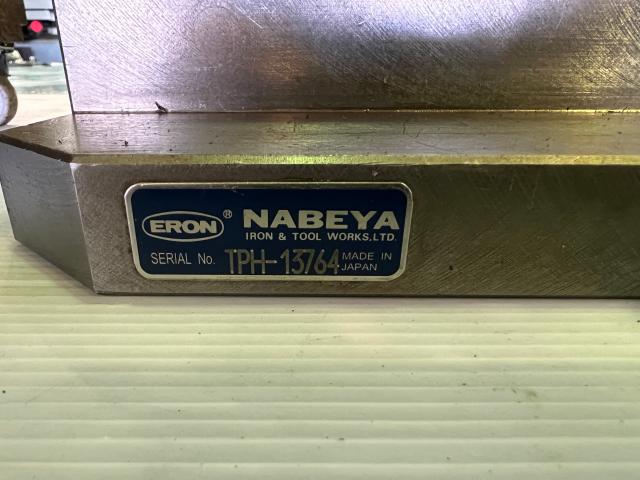 ERON® NABEYA
IRON & TOOL WORKS,LTD.
SERIAL No. TPH-13764 MADE IN
JAPAN